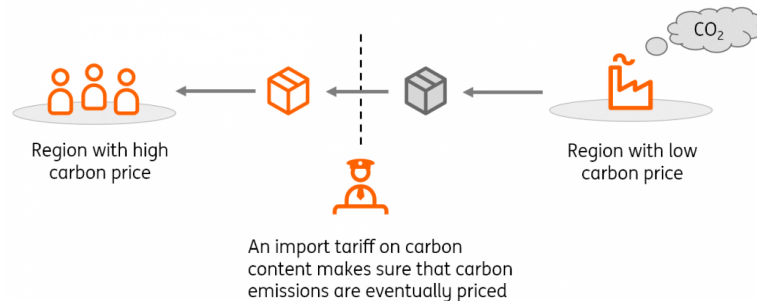 CO₂
Region with high
carbon price
Region with low
carbon price
An import tariff on carbon
content makes sure that carbon
emissions are eventually priced